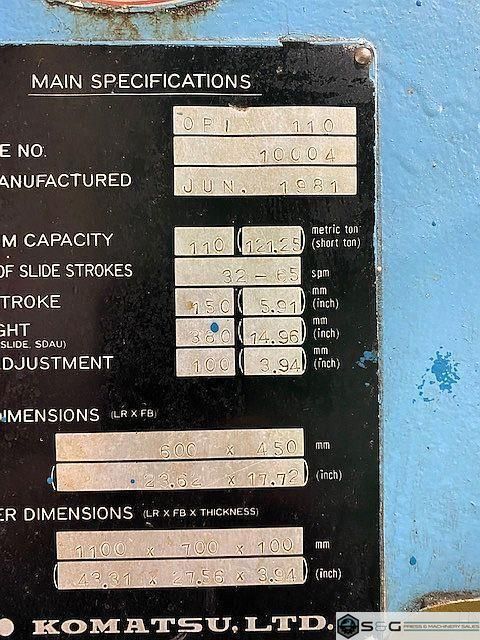 MAIN SPECIFICATIONS
OBI 110
E NO. 10004
ANUFACTURED JUN. 1981
M CAPACITY 110 (121.25) metric ton (short ton)
OF SLIDE STROKES 32-65 spm
TROKE 150 (5.91) mm (inch)
GHT 380 (14.96) mm (inch)
SLIDE, SDAU)
DJUSTMENT 100 (3.94) mm (inch)
DIMENSIONS (LR X FB)
600 x 450 mm
(23.62 x 17.72) (inch)
ER DIMENSIONS (LR X FB X THICKNESS)
1100 x 700 x 100 mm
(43.31 x 27.56 x 3.94) (inch)
KOMATSU, LTD.
S&G PRESS & MACHINERY SALES